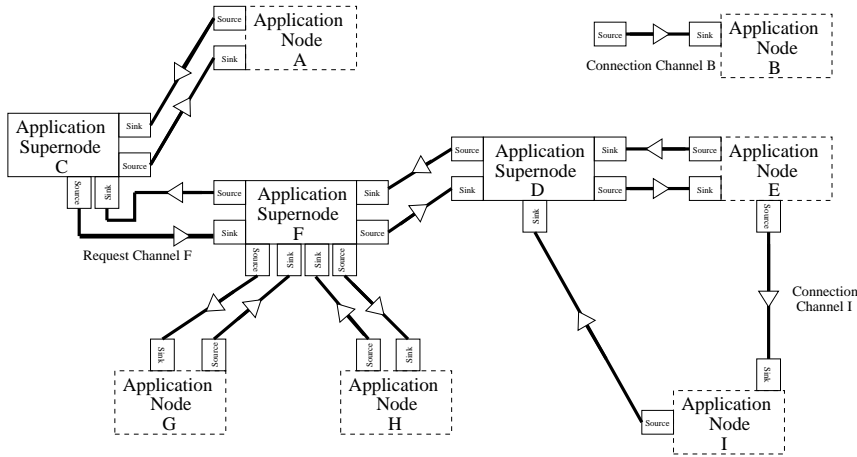 Source
Application
Node
A
Sink
Source
Sink
Application
Node
B
Connection Channel B
Application
Supernode
C
Sink
Source
Source
Sink
Source
Application
Supernode
F
Sink
Sink
Source
Request Channel F
Source
Sink
Sink
Source
Source
Application
Supernode
D
Sink
Sink
Source
Sink
Source
Application
Node
E
Sink
Source
Connection
Channel I
Sink
Source
Application
Node
G
Source
Sink
Application
Node
H
Sink
Source
Application
Node
I